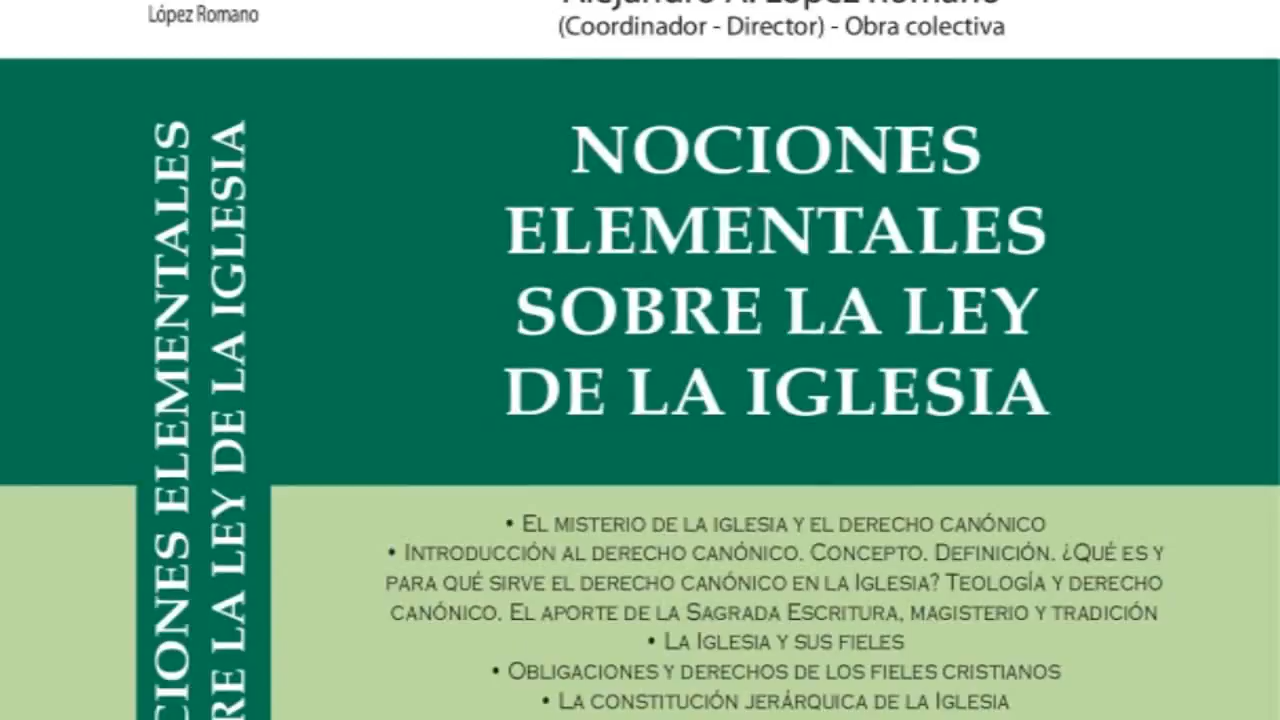 López Romano
Alejandro A. López Romano
(Coordinador - Director) - Obra colectiva
NOCIONES
ELEMENTALES
SOBRE LA LEY
DE LA IGLESIA
CIONES ELEMENTALES
RE LA LEY DE LA IGLESIA
• EL MISTERIO DE LA IGLESIA Y EL DERECHO CANÓNICO
• INTRODUCCIÓN AL DERECHO CANÓNICO. CONCEPTO. DEFINICIÓN. ¿QUÉ ES Y
PARA QUÉ SIRVE EL DERECHO CANÓNICO EN LA IGLESIA? TEOLOGÍA Y DERECHO
CANÓNICO. EL APORTE DE LA SAGRADA ESCRITURA, MAGISTERIO Y TRADICIÓN
• LA IGLESIA Y SUS FIELES
• OBLIGACIONES Y DERECHOS DE LOS FIELES CRISTIANOS
• LA CONSTITUCIÓN JERÁRQUICA DE LA IGLESIA